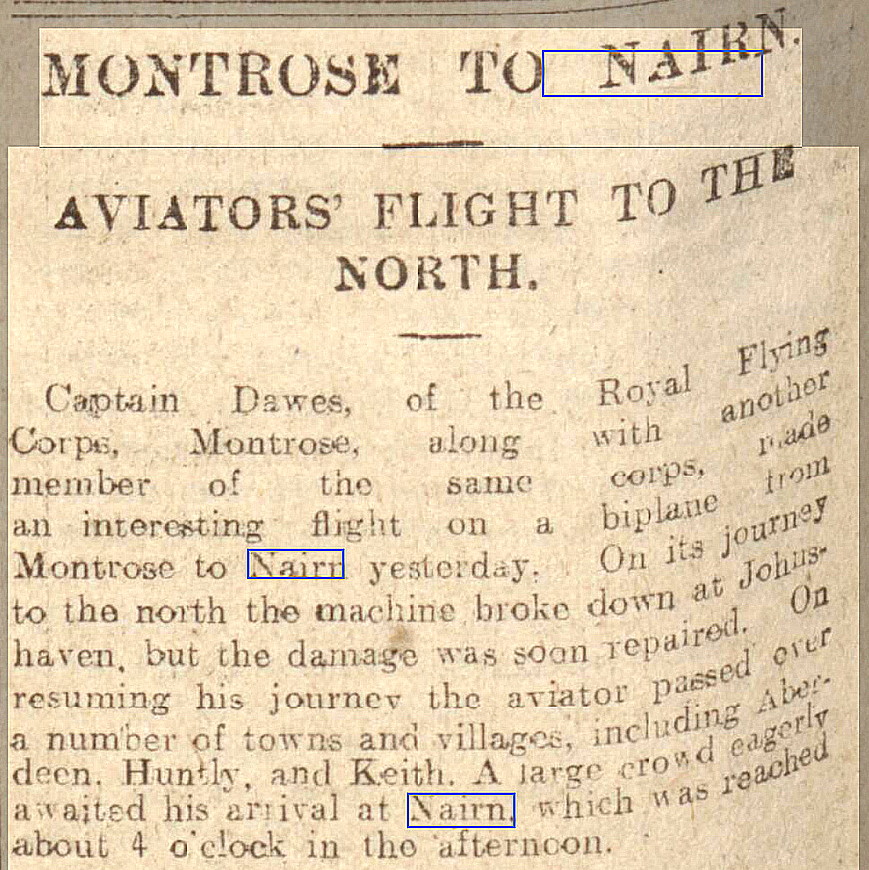 MONTROSE TO NAIRN.
AVIATORS' FLIGHT TO THE
NORTH.
Captain Dawes, of the Royal Flying
Corps, Montrose, along with another
member of the same corps, made
an interesting flight on a biplane from
Montrose to Nairn yesterday. On its journey
to the north the machine broke down at Johns-
haven, but the damage was soon repaired. On
resuming his journey the aviator passed over
a number of towns and villages, including Aber-
deen, Huntly, and Keith. A large crowd eagerly
awaited his arrival at Nairn, which was reached
about 4 o'clock in the afternoon.